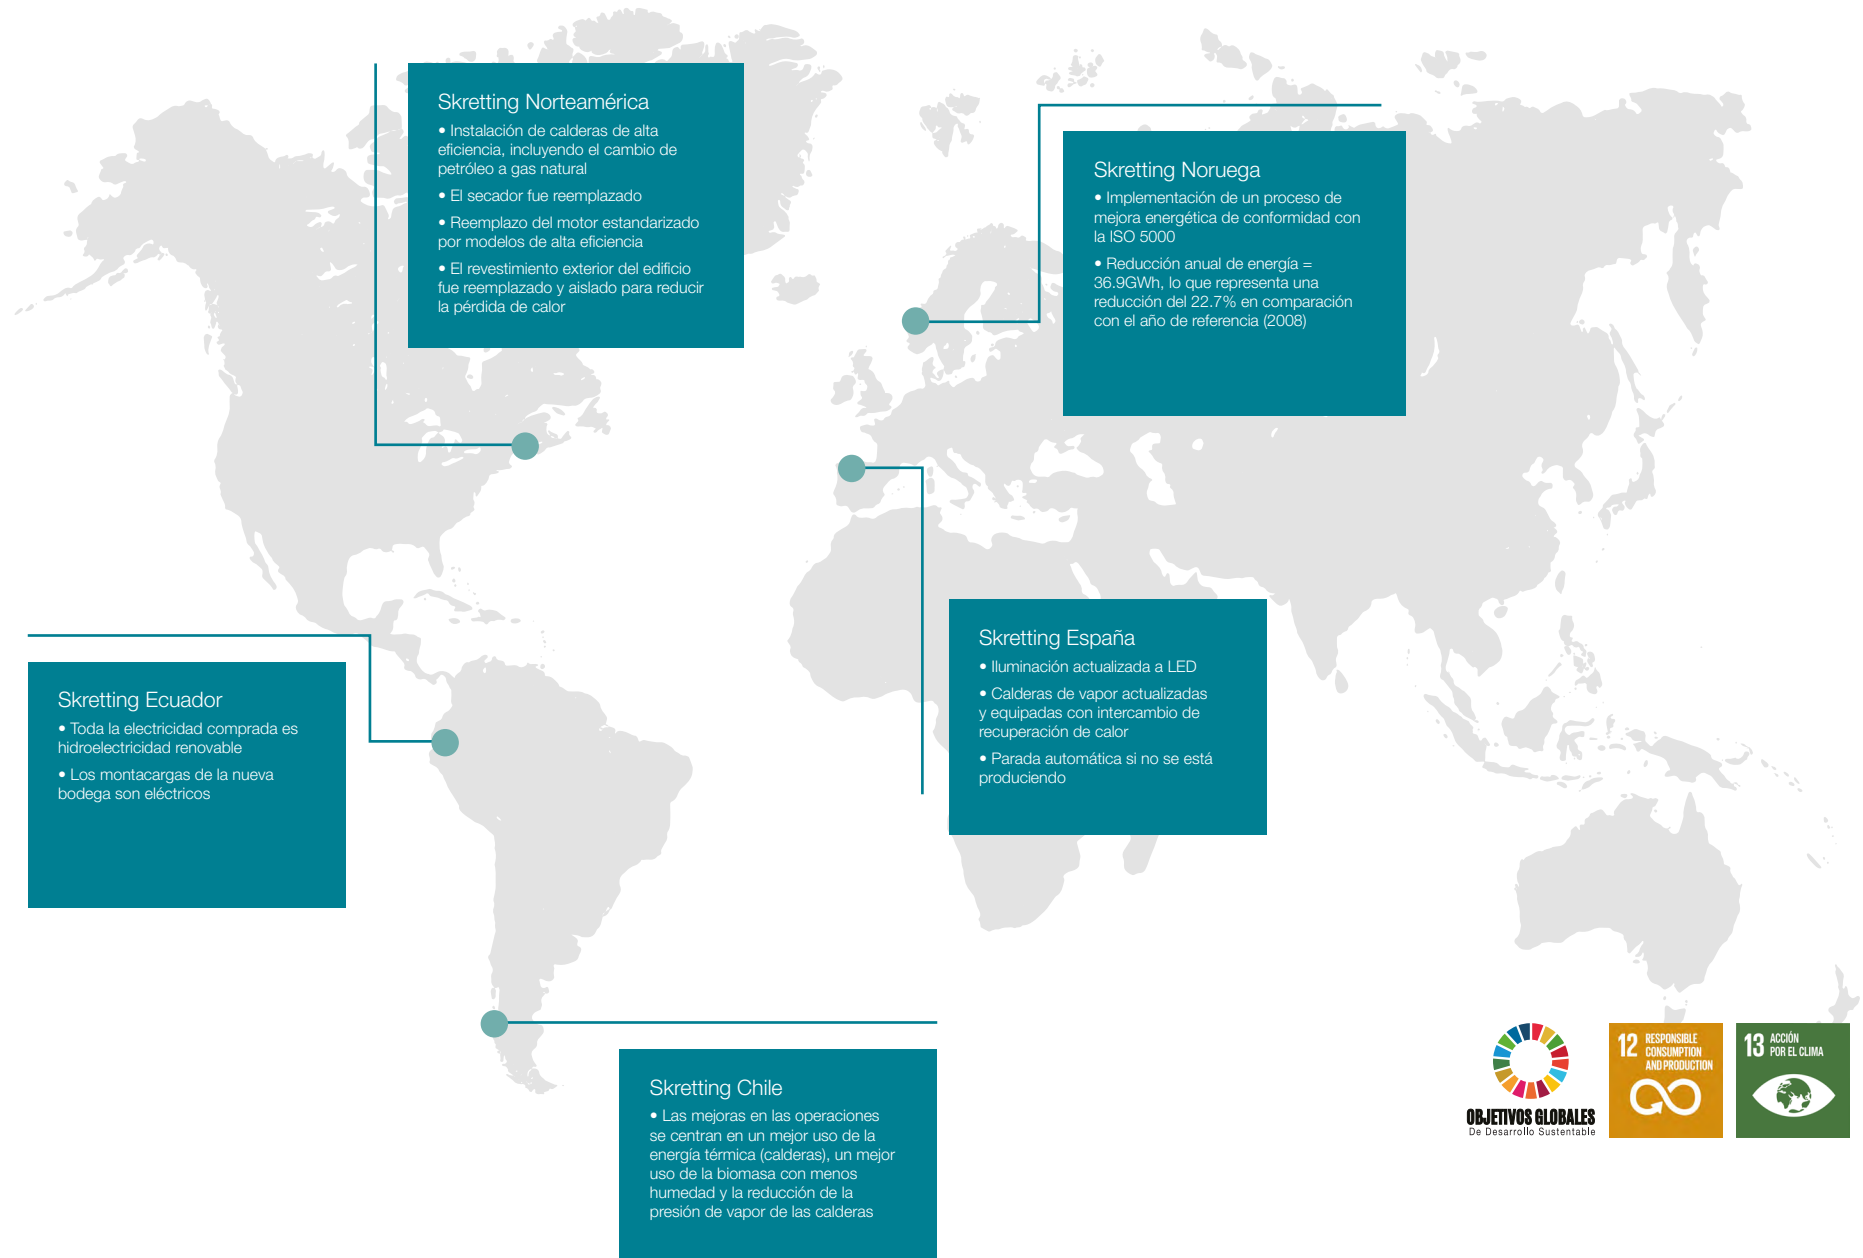 Skretting Norteamérica
• Instalación de calderas de alta
eficiencia, incluyendo el cambio de
petróleo a gas natural
• El secador fue reemplazado
• Reemplazo del motor estandarizado
por modelos de alta eficiencia
• El revestimiento exterior del edificio
fue reemplazado y aislado para reducir
la pérdida de calor
Skretting Noruega
• Implementación de un proceso de
mejora energética de conformidad con
la ISO 5000
• Reducción anual de energía =
36.9GWh, lo que representa una
reducción del 22.7% en comparación
con el año de referencia (2008)
Skretting España
• Iluminación actualizada a LED
• Calderas de vapor actualizadas
y equipadas con intercambio de
recuperación de calor
• Parada automática si no se está
produciendo
Skretting Ecuador
• Toda la electricidad comprada es
hidroelectricidad renovable
• Los montacargas de la nueva
bodega son eléctricos
Skretting Chile
• Las mejoras en las operaciones
se centran en un mejor uso de la
energía térmica (calderas), un mejor
uso de la biomasa con menos
humedad y la reducción de la
presión de vapor de las calderas
OBJETIVOS GLOBALES
De Desarrollo Sustentable
12 RESPONSIBLE
CONSUMPTION
AND PRODUCTION
13 ACCIÓN
POR EL CLIMA